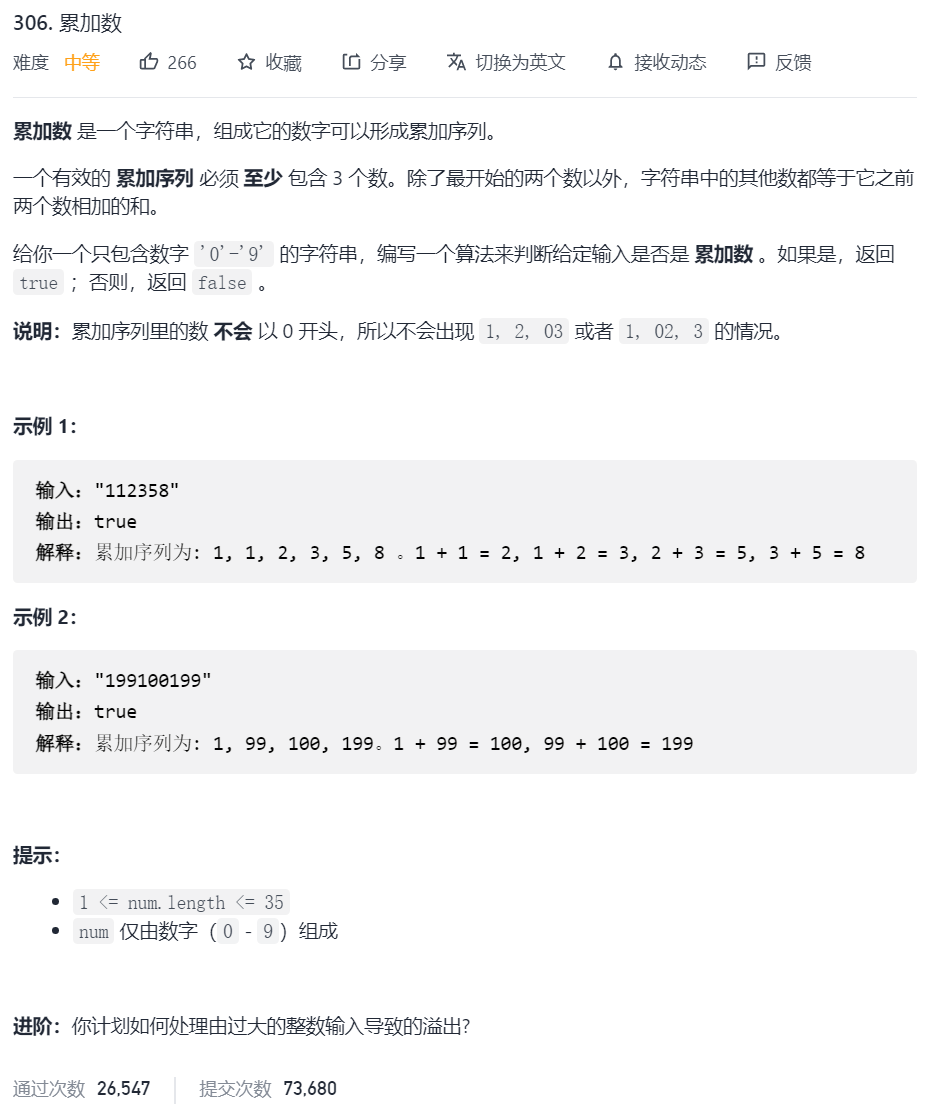 306. 累加数
难度 中等 266 收藏 分享 切换为英文 接收动态 反馈
累加数 是一个字符串，组成它的数字可以形成累加序列。
一个有效的 累加序列 必须 至少 包含 3 个数。除了最开始的两个数以外，字符串中的其他数都等于它之前
两个数相加的和。
给你一个只包含数字 '0'-'9' 的字符串，编写一个算法来判断给定输入是否是 累加数 。如果是，返回
true ；否则，返回 false 。
说明：累加序列里的数 不会 以 0 开头，所以不会出现 1, 2, 03 或者 1, 02, 3 的情况。
示例 1：
输入："112358"
输出：true
解释：累加序列为: 1, 1, 2, 3, 5, 8 。1 + 1 = 2, 1 + 2 = 3, 2 + 3 = 5, 3 + 5 = 8
示例 2：
输入："199100199"
输出：true
解释：累加序列为: 1, 99, 100, 199。1 + 99 = 100, 99 + 100 = 199
提示：
1 <= num.length <= 35
num 仅由数字（0 - 9）组成
进阶：你计划如何处理由过大的整数输入导致的溢出?
通过次数 26,547 提交次数 73,680